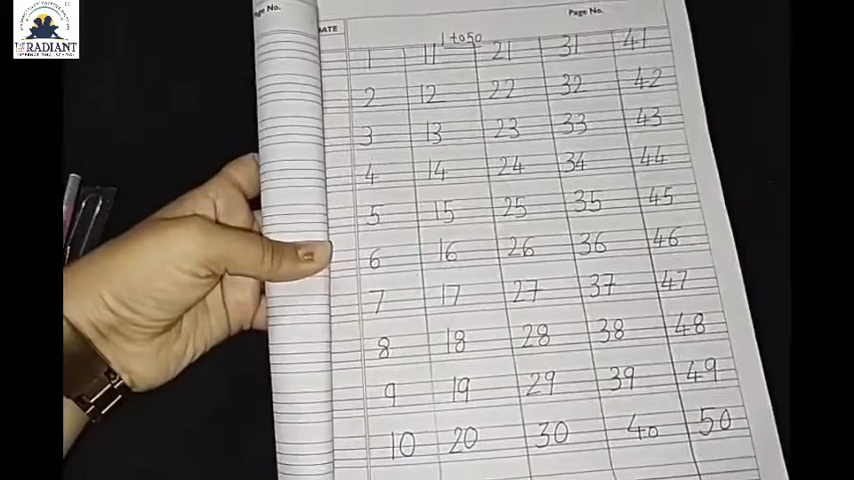 RADIANT
INTERNATIONAL SCHOOL
Page No.
DATE
Page No.
1 to 50
1 11 21 31 41
2 12 22 32 42
3 13 23 33 43
4 14 24 34 44
5 15 25 35 45
6 16 26 36 46
7 17 27 37 47
8 18 28 38 48
9 19 29 39 49
10 20 30 40 50